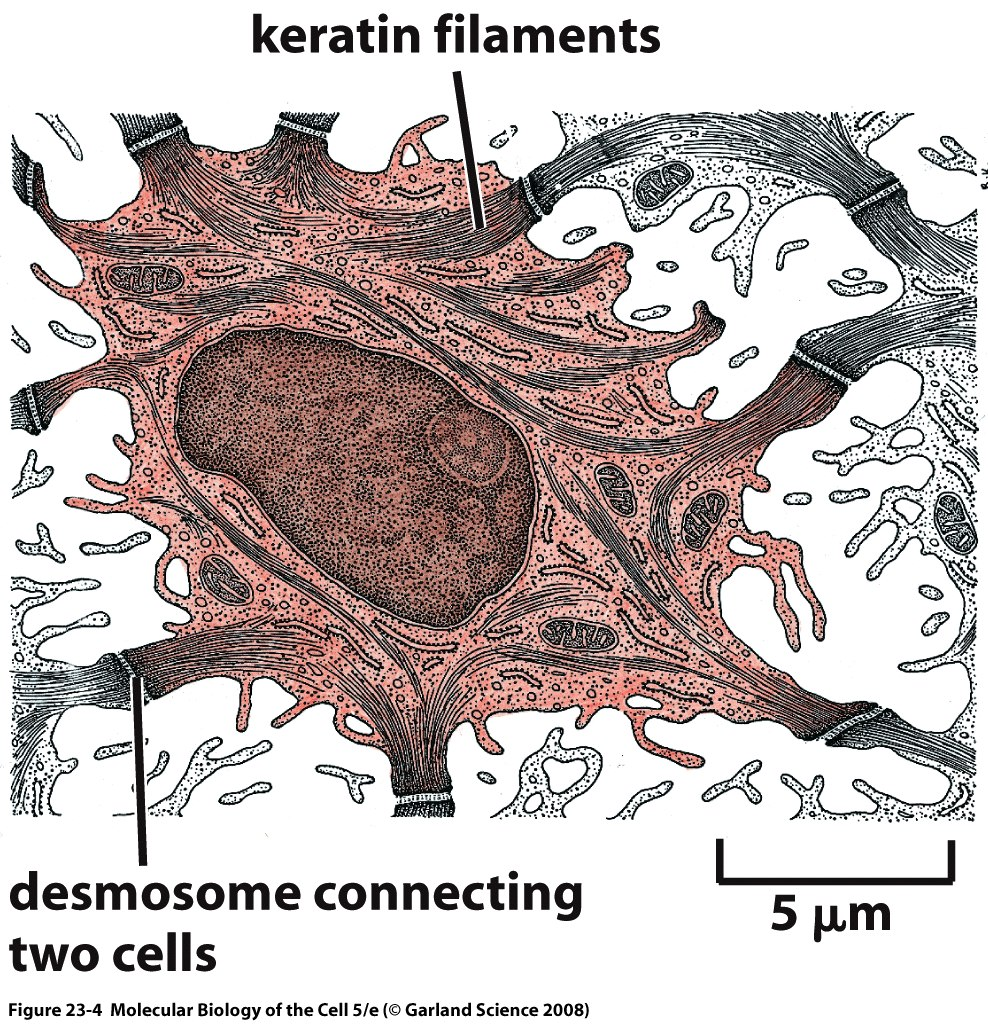 keratin filaments
desmosome connecting
two cells
5 μm
Figure 23-4 Molecular Biology of the Cell 5/e (© Garland Science 2008)